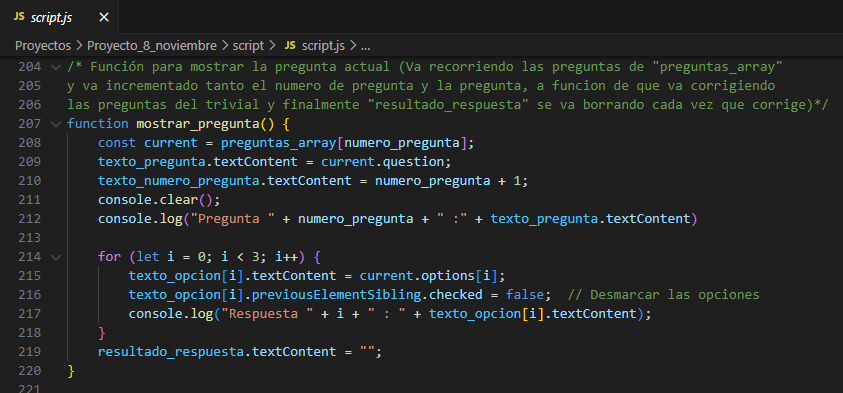 JS script.js ×
Proyectos > Proyecto_8_noviembre > script > JS script.js > ...
204 /* Función para mostrar la pregunta actual (Va recorriendo las preguntas de "preguntas_array"
205 y va incrementado tanto el numero de pregunta y la pregunta, a funcion de que va corrigiendo
206 las preguntas del trivial y finalmente "resultado_respuesta" se va borrando cada vez que corrige)*/
207 function mostrar_pregunta() {
208     const current = preguntas_array[numero_pregunta];
209     texto_pregunta.textContent = current.question;
210     texto_numero_pregunta.textContent = numero_pregunta + 1;
211     console.clear();
212     console.log("Pregunta " + numero_pregunta + " :" + texto_pregunta.textContent)
213
214     for (let i = 0; i < 3; i++) {
215         texto_opcion[i].textContent = current.options[i];
216         texto_opcion[i].previousElementSibling.checked = false;  // Desmarcar las opciones
217         console.log("Respuesta " + i + " : " + texto_opcion[i].textContent);
218     }
219     resultado_respuesta.textContent = "";
220 }
221